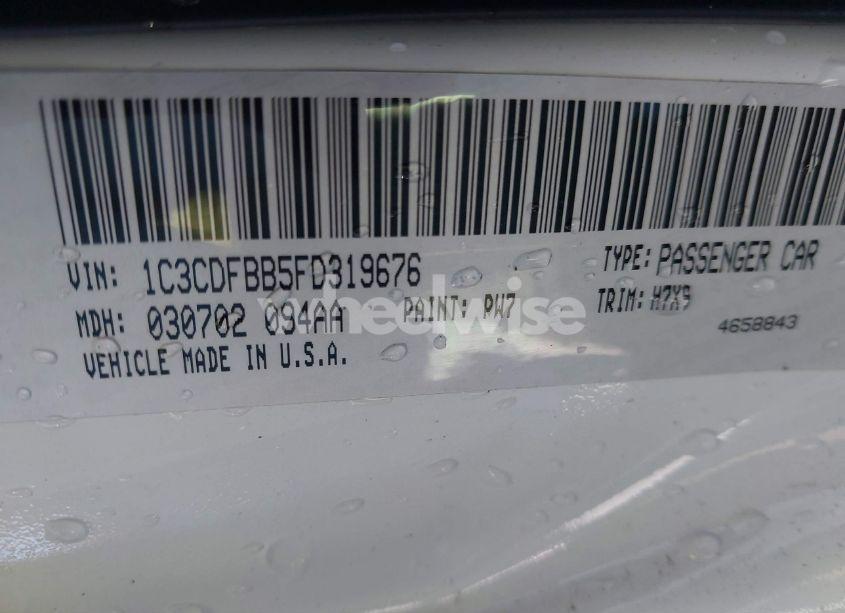 VIN: 1C3CDFBB5FD319676 TYPE: PASSENGER CAR
MDH: 030702 094AA PAINT: PW7 TRIM: H7X9
VEHICLE MADE IN U.S.A. 4658843
wheelwise